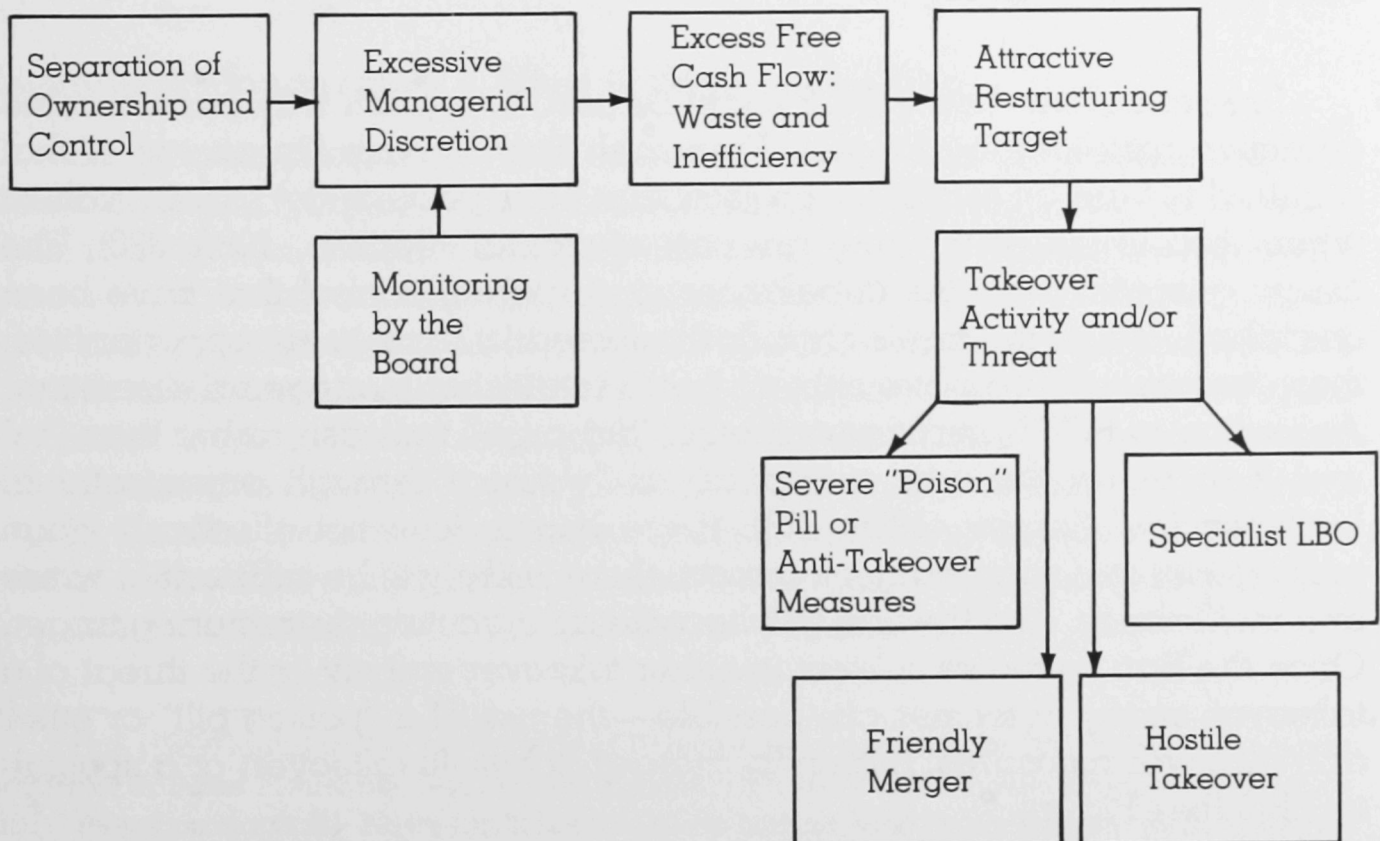 Separation of
Ownership and
Control
Excessive
Managerial
Discretion
Excess Free
Cash Flow:
Waste and
Inefficiency
Attractive
Restructuring
Target
Monitoring
by the
Board
Takeover
Activity and/or
Threat
Severe "Poison"
Pill or
Anti-Takeover
Measures
Specialist LBO
Friendly
Merger
Hostile
Takeover